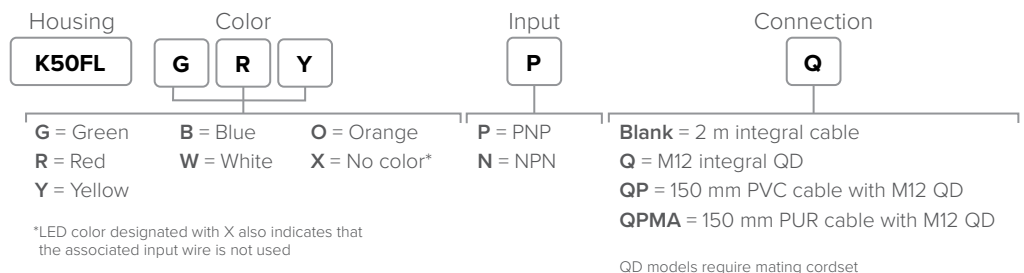 Housing Color Input Connection
K50FL G R Y P Q
G = Green B = Blue O = Orange P = PNP Blank = 2 m integral cable
R = Red W = White X = No color* N = NPN Q = M12 integral QD
Y = Yellow QP = 150 mm PVC cable with M12 QD
QPMA = 150 mm PUR cable with M12 QD
*LED color designated with X also indicates that
the associated input wire is not used
QD models require mating cordset